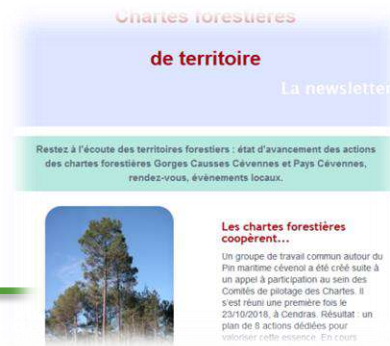 Chartes forestières
de territoire
La newsletter
Restez à l'écoute des territoires forestiers : état d'avancement des actions
des chartes forestières Gorges Causses Cévennes et Pays Cévennes,
rendez-vous, évènements locaux.
Les chartes forestières
coopèrent...
Un groupe de travail commun autour du
Pin maritime cévenol a été créé suite à
un appel à participation au sein des
Comités de pilotage des Chartes. Il
s'est réuni une première fois le
23/10/2018, à Cendras. Résultat : un
plan de 8 actions dédiées pour
valoriser cette essence. En cours